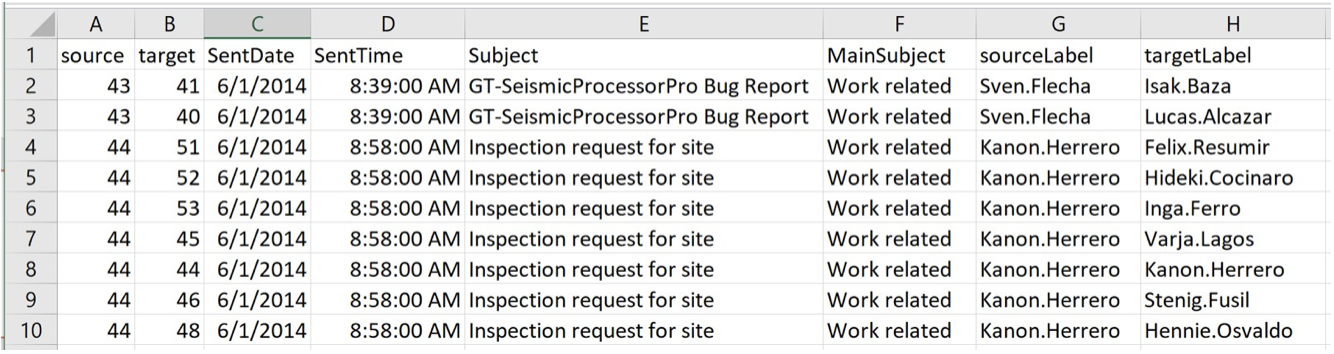 A B C D E F G H
1 source target SentDate SentTime Subject MainSubject sourceLabel targetLabel
2 43 41 6/1/2014 8:39:00 AM GT-SeismicProcessorPro Bug Report Work related Sven.Flecha Isak.Baza
3 43 40 6/1/2014 8:39:00 AM GT-SeismicProcessorPro Bug Report Work related Sven.Flecha Lucas.Alcazar
4 44 51 6/1/2014 8:58:00 AM Inspection request for site Work related Kanon.Herrero Felix.Resumir
5 44 52 6/1/2014 8:58:00 AM Inspection request for site Work related Kanon.Herrero Hideki.Cocinaro
6 44 53 6/1/2014 8:58:00 AM Inspection request for site Work related Kanon.Herrero Inga.Ferro
7 44 45 6/1/2014 8:58:00 AM Inspection request for site Work related Kanon.Herrero Varja.Lagos
8 44 44 6/1/2014 8:58:00 AM Inspection request for site Work related Kanon.Herrero Kanon.Herrero
9 44 46 6/1/2014 8:58:00 AM Inspection request for site Work related Kanon.Herrero Stenig.Fusil
10 44 48 6/1/2014 8:58:00 AM Inspection request for site Work related Kanon.Herrero Hennie.Osvaldo